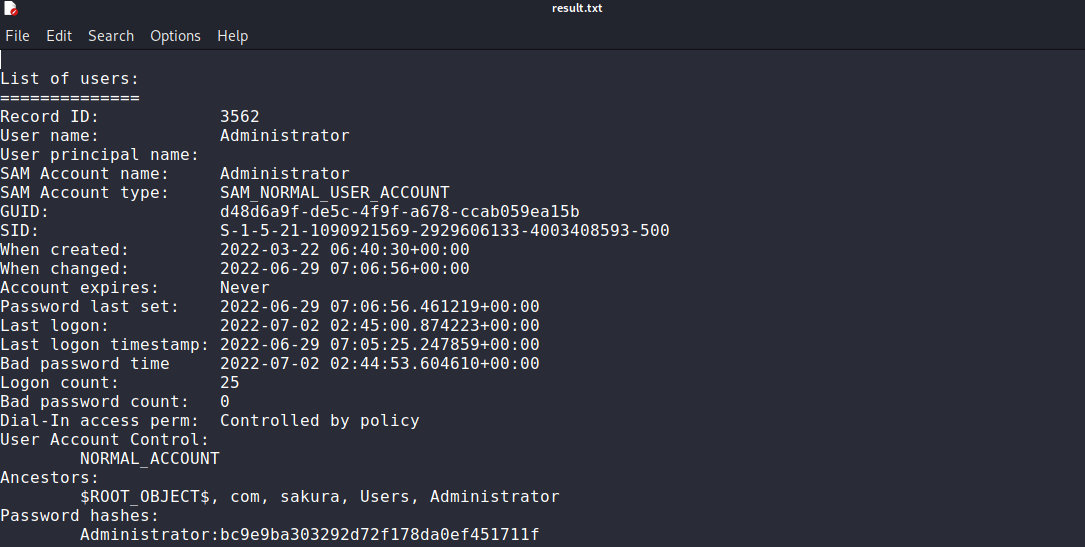 result.txt
File Edit Search Options Help
List of users:
==============
Record ID: 3562
User name: Administrator
User principal name:
SAM Account name: Administrator
SAM Account type: SAM_NORMAL_USER_ACCOUNT
GUID: d48d6a9f-de5c-4f9f-a678-ccab059ea15b
SID: S-1-5-21-1090921569-2929606133-4003408593-500
When created: 2022-03-22 06:40:30+00:00
When changed: 2022-06-29 07:06:56+00:00
Account expires: Never
Password last set: 2022-06-29 07:06:56.461219+00:00
Last logon: 2022-07-02 02:45:00.874223+00:00
Last logon timestamp: 2022-06-29 07:05:25.247859+00:00
Bad password time 2022-07-02 02:44:53.604610+00:00
Logon count: 25
Bad password count: 0
Dial-In access perm: Controlled by policy
User Account Control:
NORMAL_ACCOUNT
Ancestors:
$ROOT_OBJECT$, com, sakura, Users, Administrator
Password hashes:
Administrator:bc9e9ba303292d72f178da0ef451711f